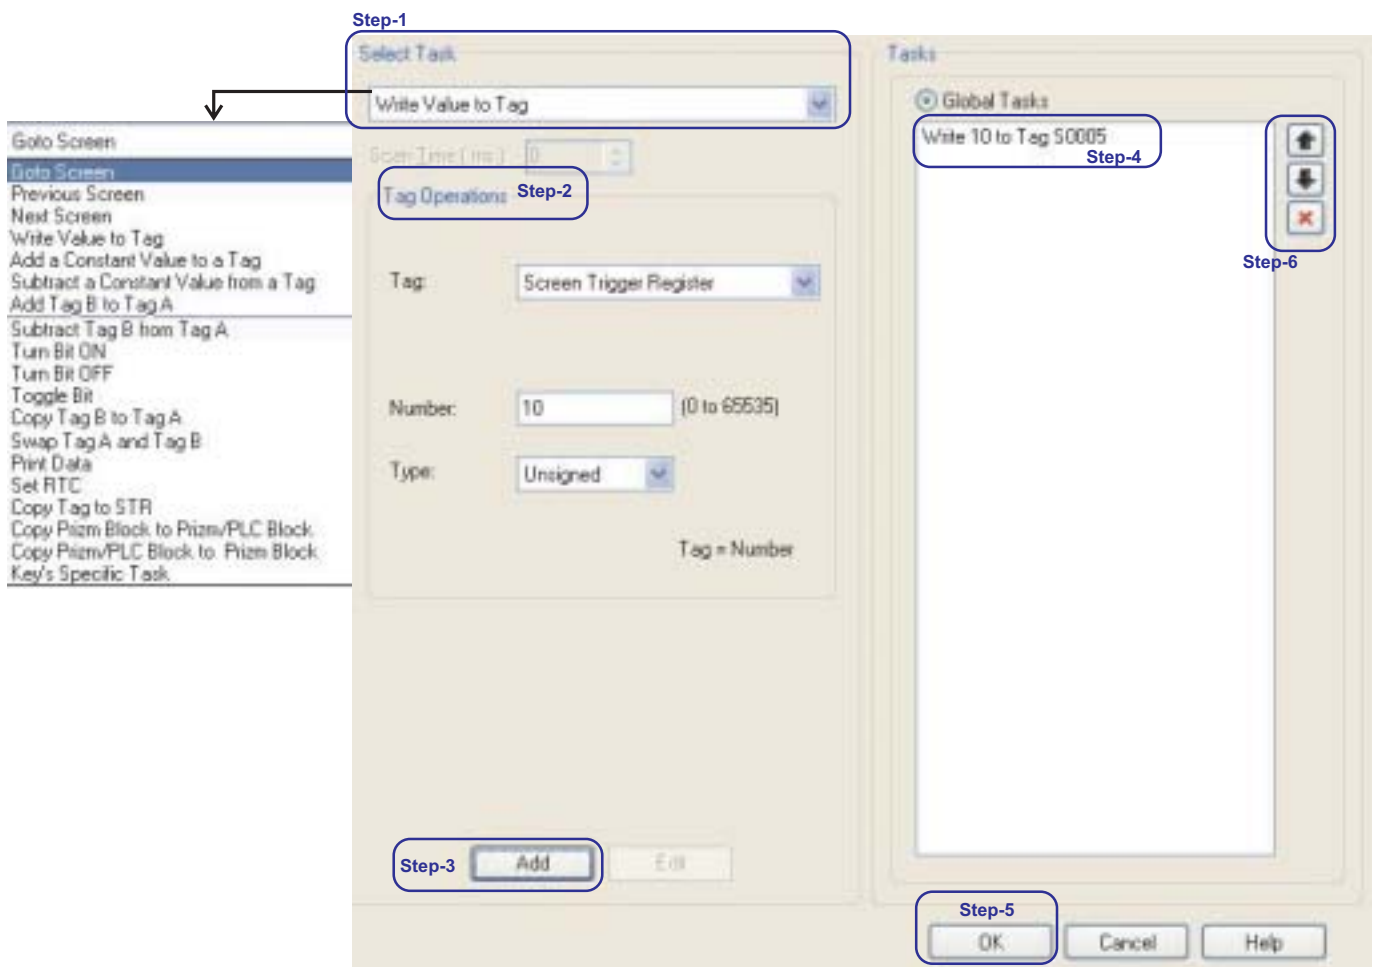 Step-1
Select Task
Write Value to Tag
Scan Time ( ms ) 0
Goto Screen
Goto Screen
Previous Screen
Next Screen
Write Value to Tag
Add a Constant Value to a Tag
Subtract a Constant Value from a Tag
Add Tag B to Tag A
Subtract Tag B from Tag A
Turn Bit ON
Turn Bit OFF
Toggle Bit
Copy Tag B to Tag A
Swap Tag A and Tag B
Print Data
Set RTC
Copy Tag to STR
Copy Prizm Block to Prizm/PLC Block
Copy Prizm/PLC Block to Prizm Block
Key's Specific Task
Tag Operations Step-2
Tag: Screen Trigger Register
Number: 10 (0 to 65535)
Type: Unsigned
Tag = Number
Step-3 Add Edit
Tasks
Global Tasks
Write 10 to Tag S0005
Step-4
Step-6
Step-5
OK Cancel Help